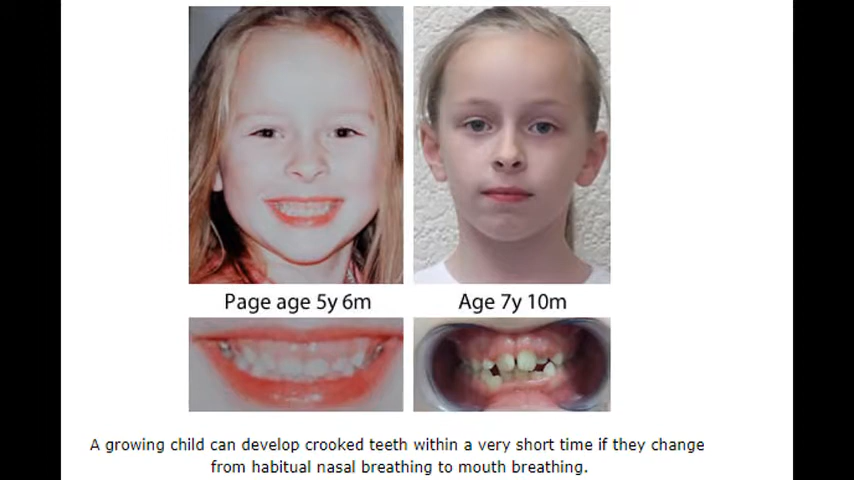 Page age 5y 6m
Age 7y 10m
A growing child can develop crooked teeth within a very short time if they change
from habitual nasal breathing to mouth breathing.